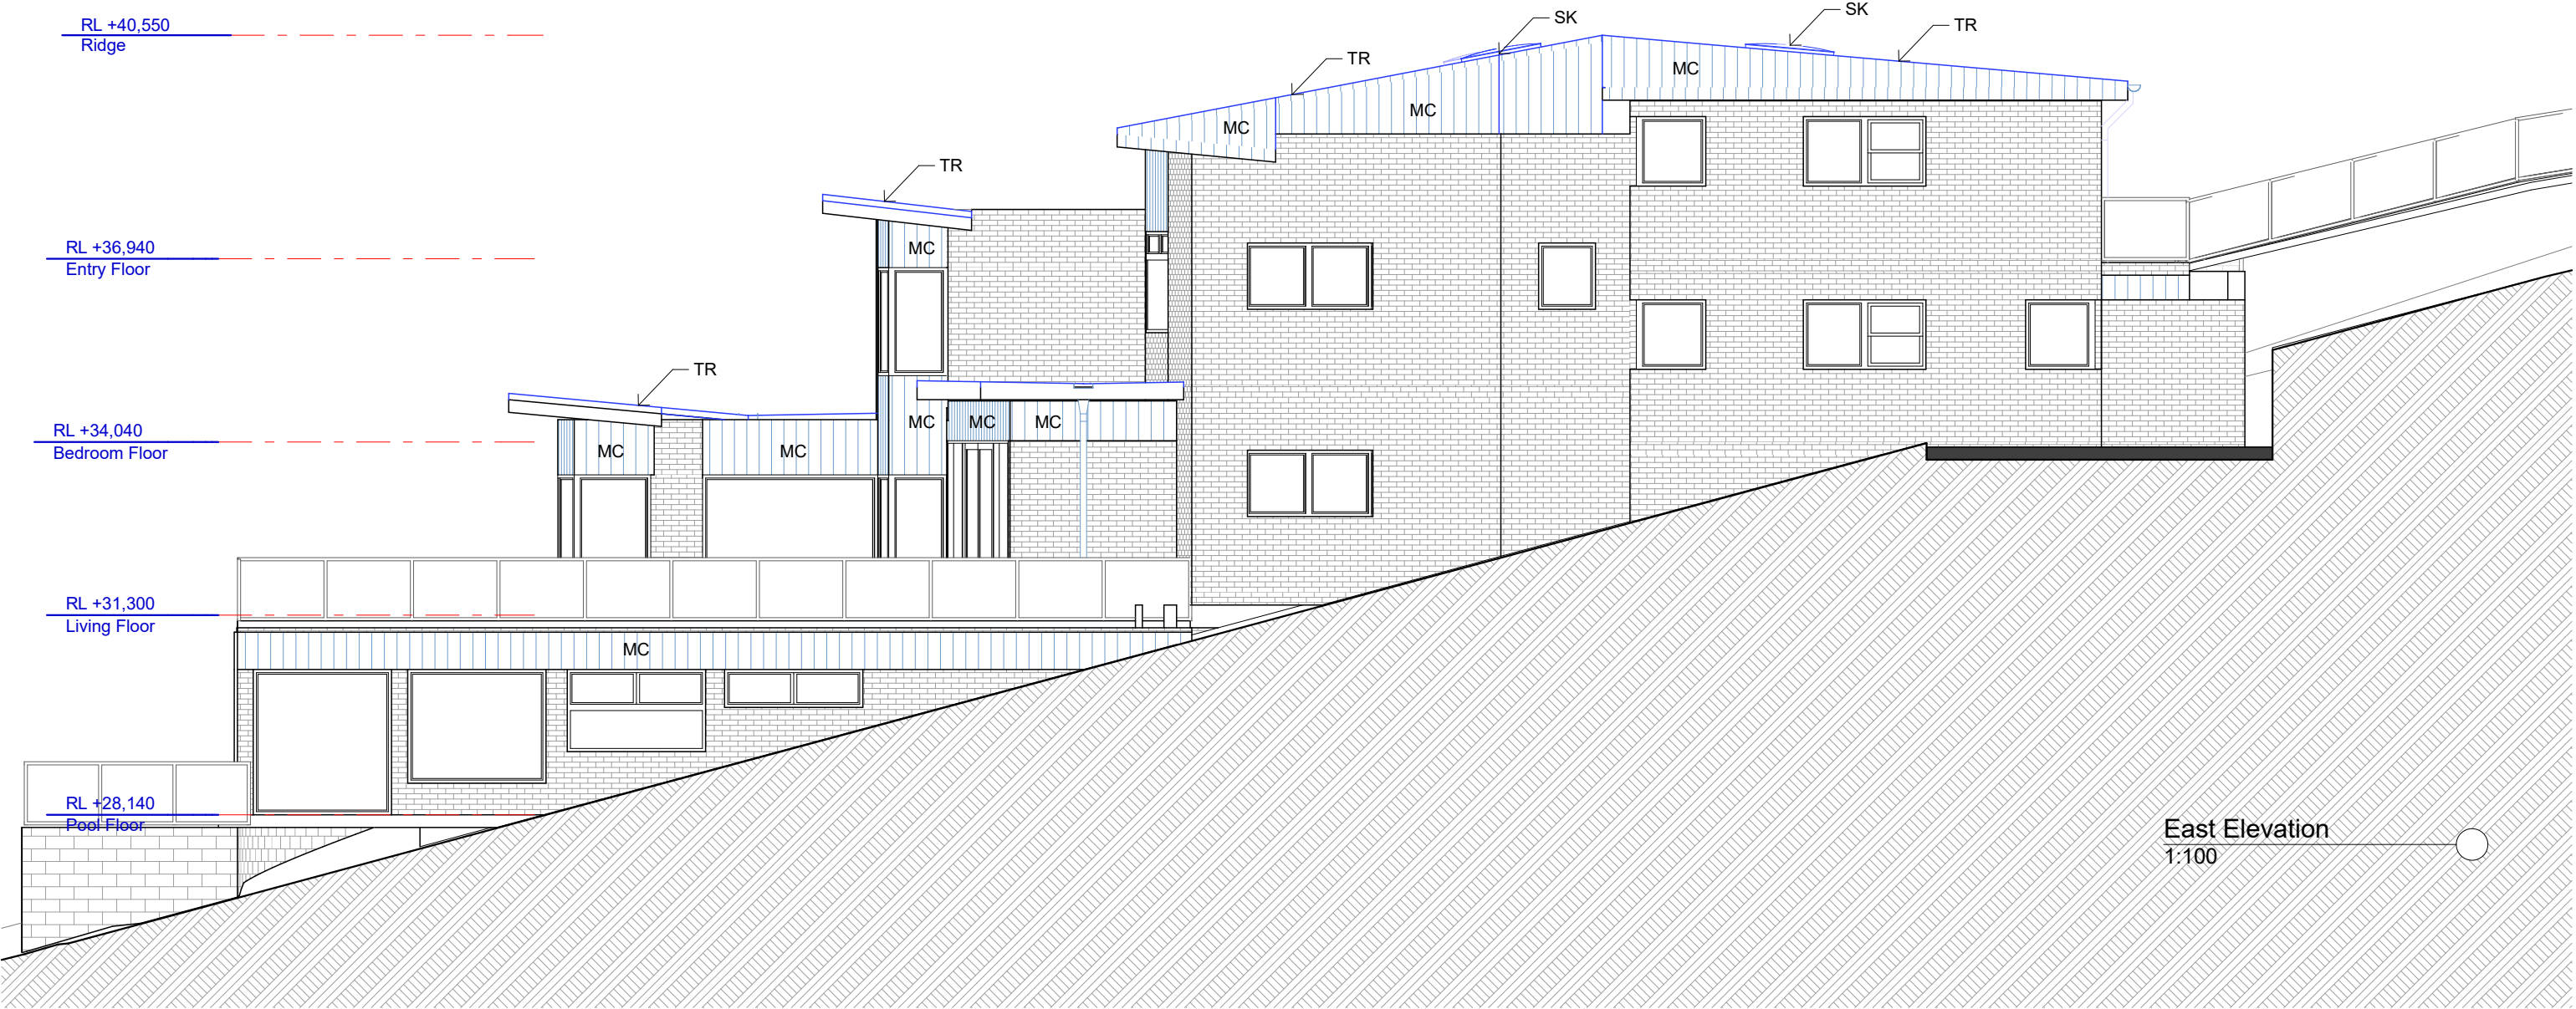 RL +40,550
Ridge
SK
SK
TR
TR
MC
MC
MC
TR
RL +36,940
Entry Floor
MC
TR
RL +34,040
Bedroom Floor
MC
MC
MC
MC
MC
RL +31,300
Living Floor
MC
RL +28,140
Pool Floor
East Elevation
1:100